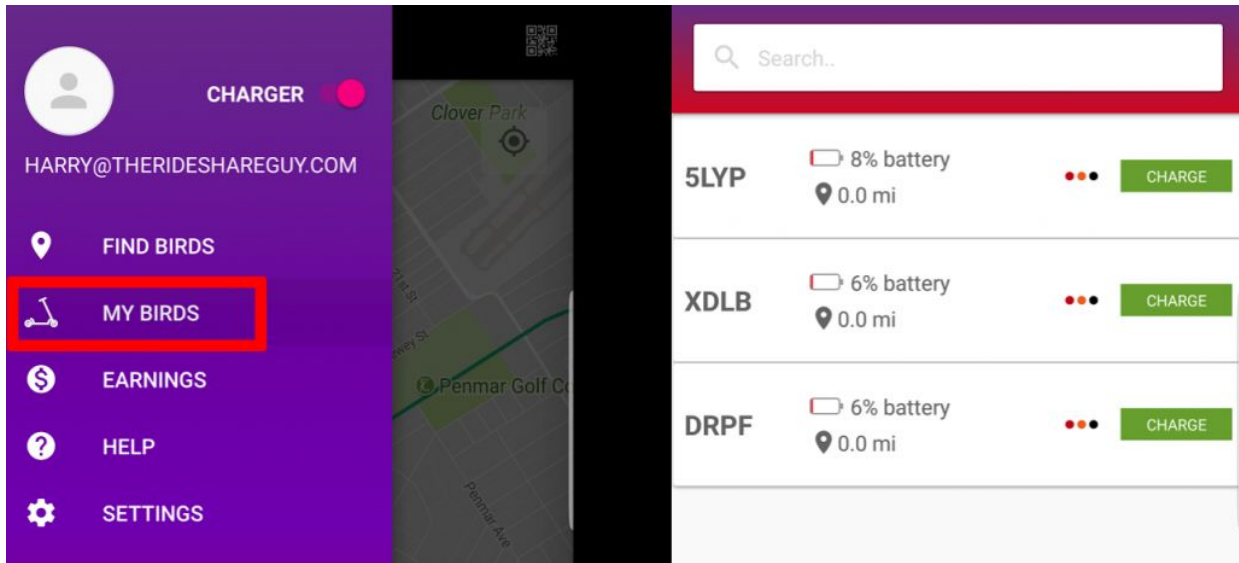 CHARGER
HARRY@THERIDESHAREGUY.COM
FIND BIRDS
MY BIRDS
EARNINGS
HELP
SETTINGS
Clover Park
21st St
Penmar Golf
Penmar Ave
Search..
5LYP
8% battery
0.0 mi
CHARGE
XDLB
6% battery
0.0 mi
CHARGE
DRPF
6% battery
0.0 mi
CHARGE